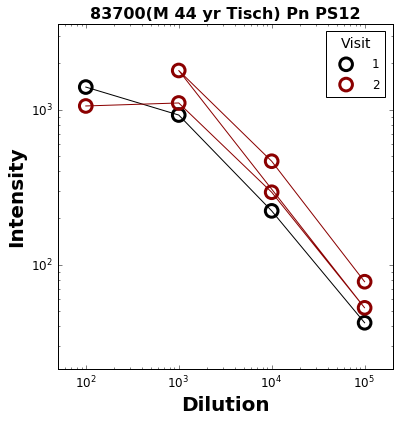 83700(M 44 yr Tisch) Pn PS12
Visit
1
2
Intensity
10³
10²
10² 10³ 10⁴ 10⁵
Dilution